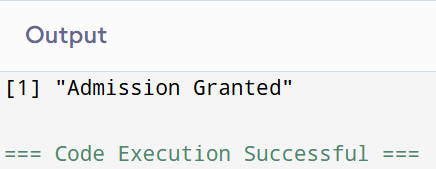 Output
[1] "Admission Granted"
=== Code Execution Successful ===